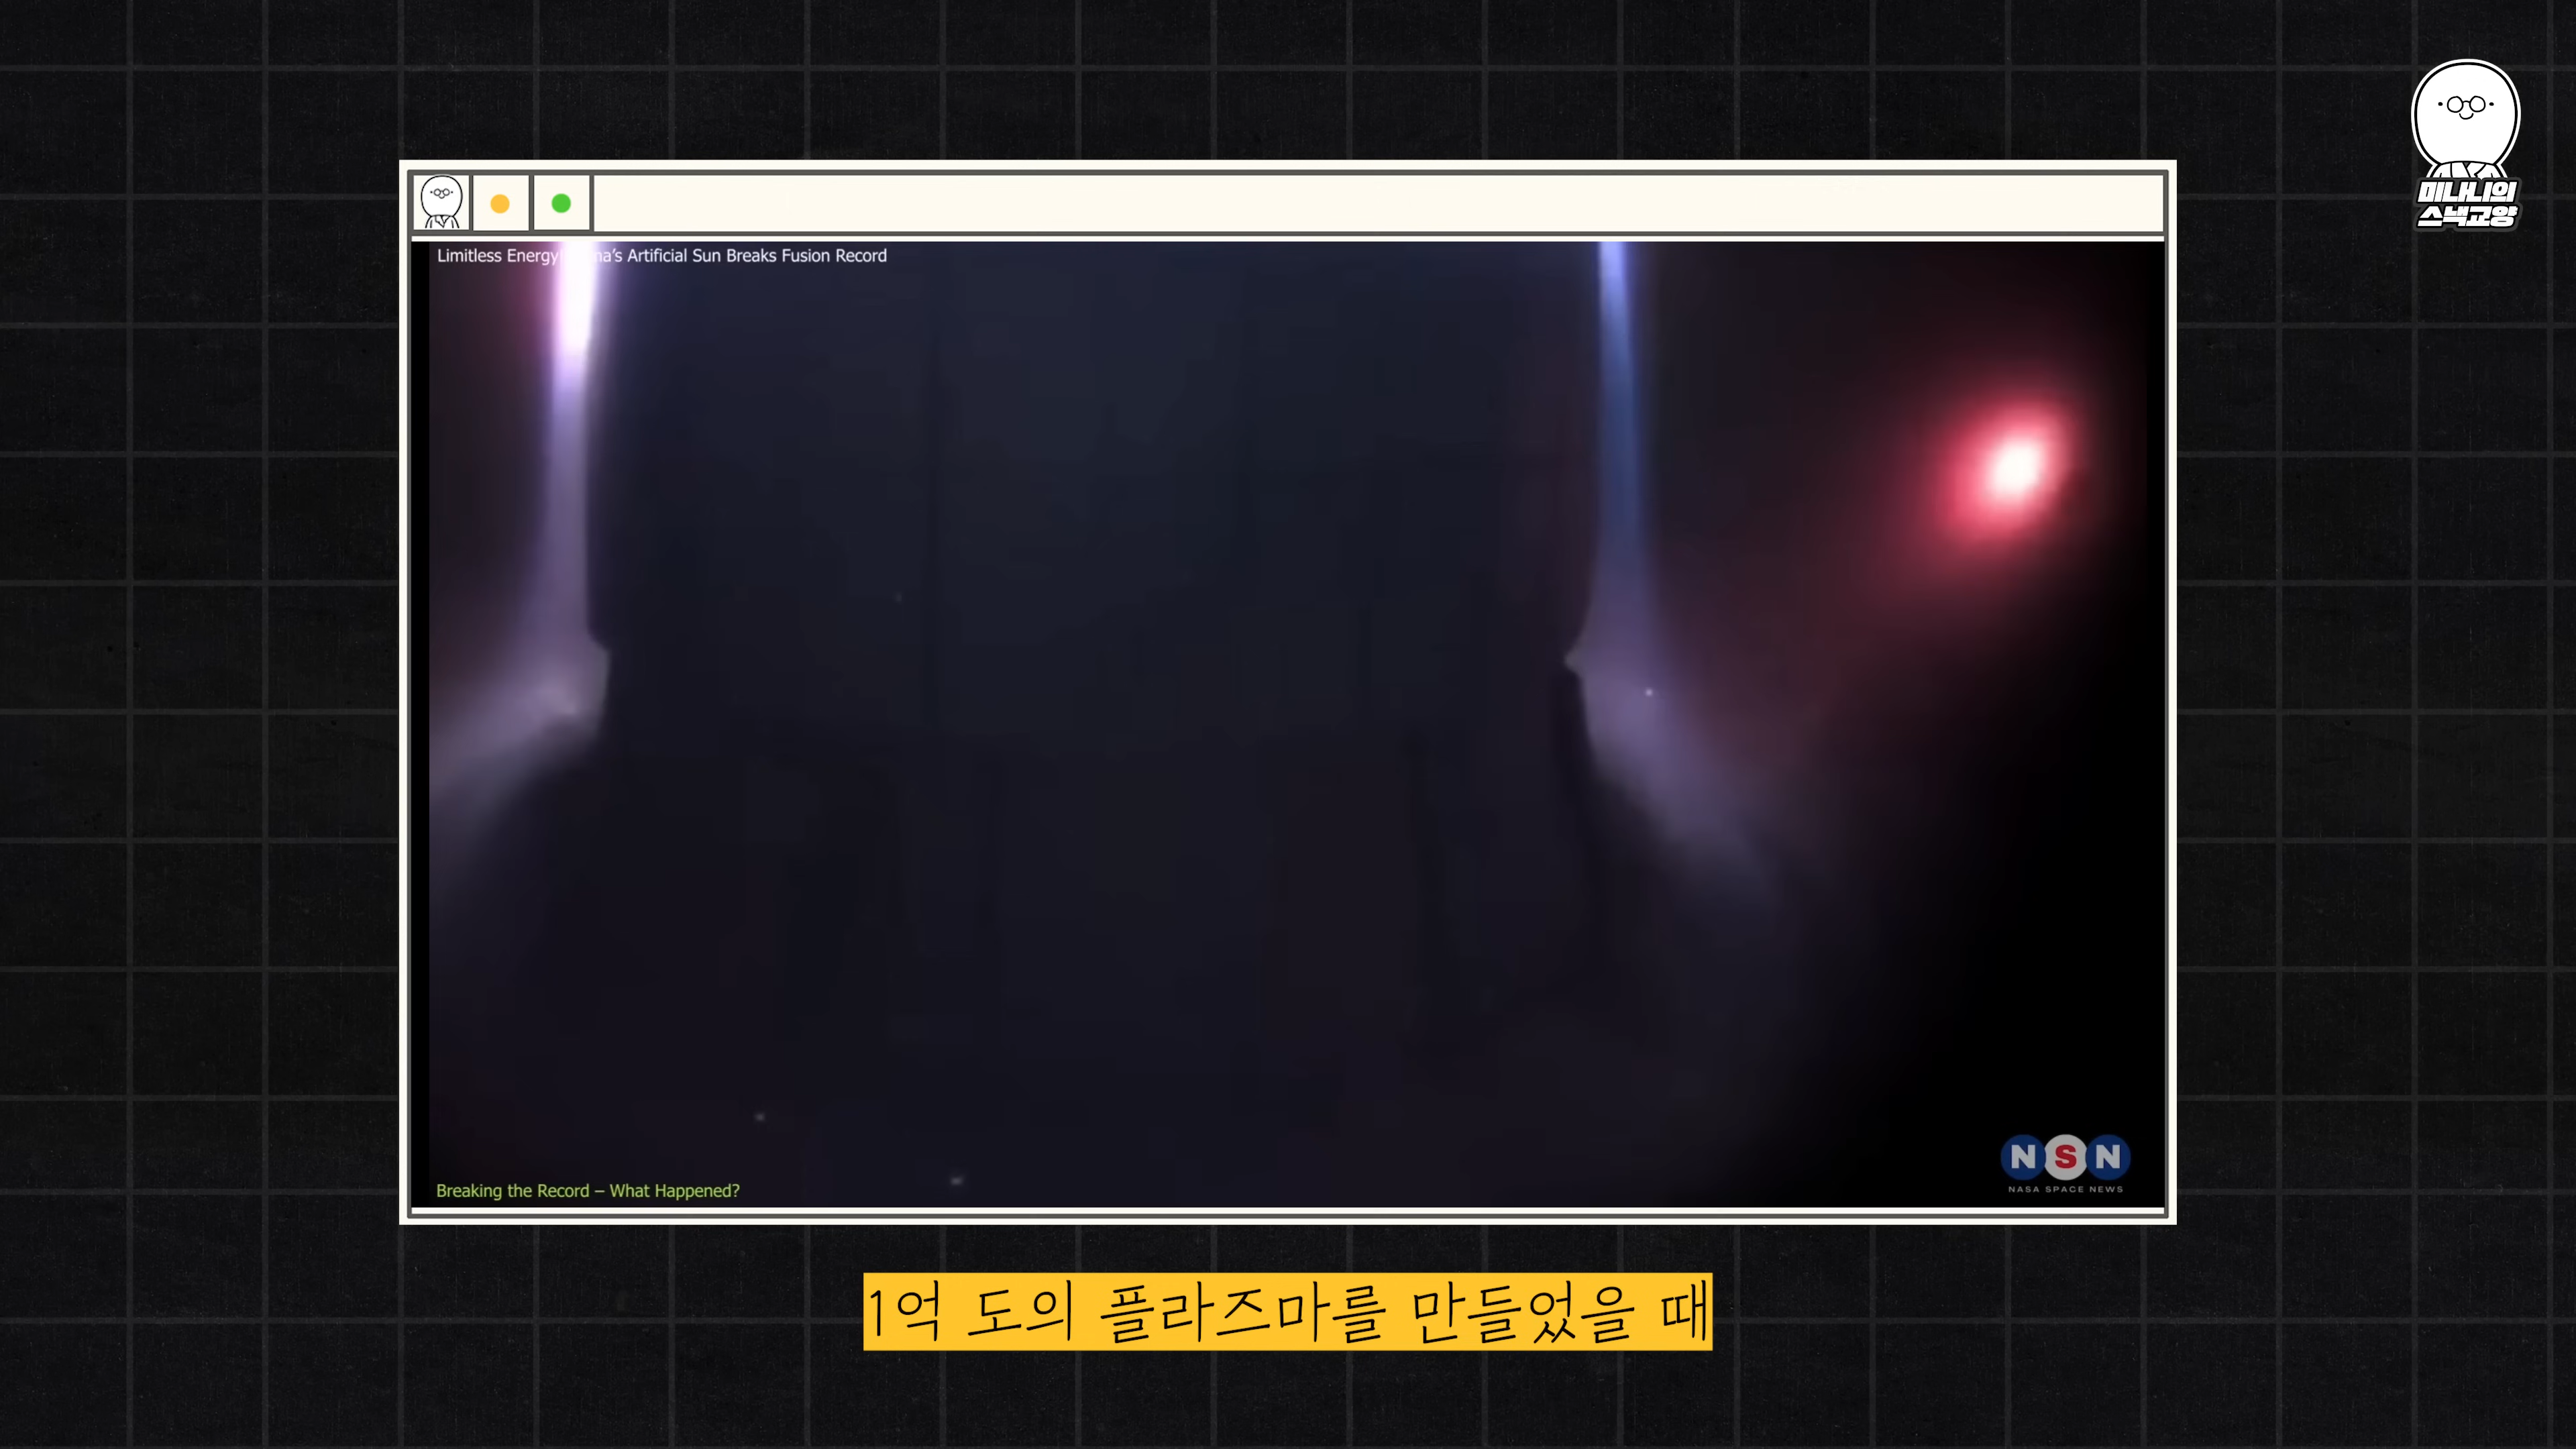 미내니의
스낵교양
Limitless Energy na's Artificial Sun Breaks Fusion Record
Breaking the Record – What Happened?
NSN
NASA SPACE NEWS
1억 도의 플라즈마를 만들었을 때